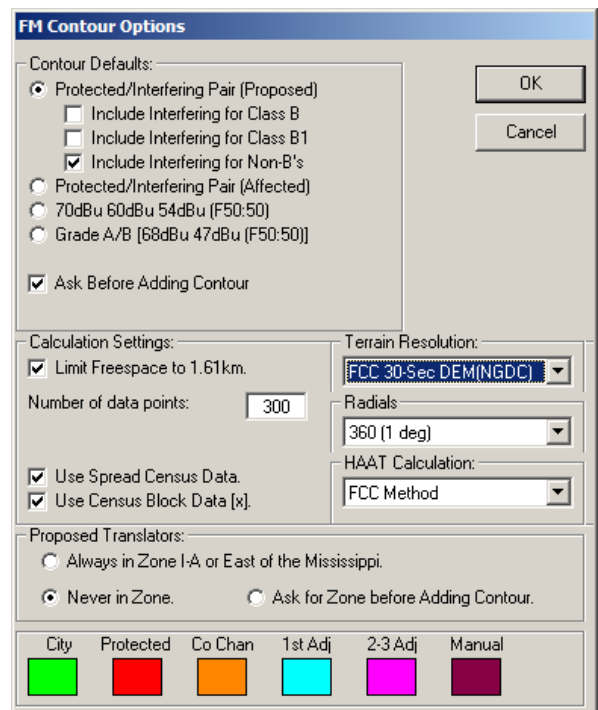 FM Contour Options
Contour Defaults:
Protected/Interfering Pair (Proposed)
Include Interfering for Class B
Include Interfering for Class B1
Include Interfering for Non-B's
Protected/Interfering Pair (Affected)
70dBu 60dBu 54dBu (F50:50)
Grade A/B [68dBu 47dBu (F50:50)]
Ask Before Adding Contour
OK
Cancel
Calculation Settings:
Limit Freespace to 1.61km.
Number of data points: 300
Use Spread Census Data.
Use Census Block Data [x].
Terrain Resolution:
FCC 30-Sec DEM(NGDC)
Radials
360 (1 deg)
HAAT Calculation:
FCC Method
Proposed Translators:
Always in Zone I-A or East of the Mississippi.
Never in Zone. Ask for Zone before Adding Contour.
City Protected Co Chan 1st Adj 2-3 Adj Manual